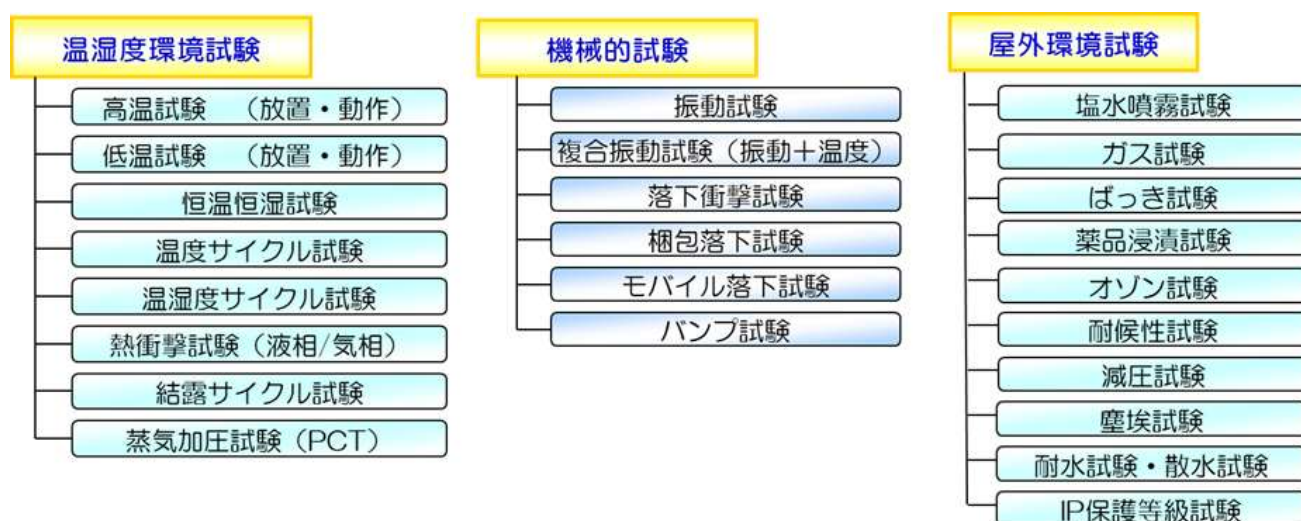 温湿度環境試験
高温試験　（放置・動作）
低温試験　（放置・動作）
恒温恒湿試験
温度サイクル試験
温湿度サイクル試験
熱衝撃試験（液相/気相）
結露サイクル試験
蒸気加圧試験（PCT）
機械的試験
振動試験
複合振動試験（振動＋温度）
落下衝撃試験
梱包落下試験
モバイル落下試験
バンプ試験
屋外環境試験
塩水噴霧試験
ガス試験
ばっき試験
薬品浸漬試験
オゾン試験
耐候性試験
減圧試験
塵埃試験
耐水試験・散水試験
IP保護等級試験